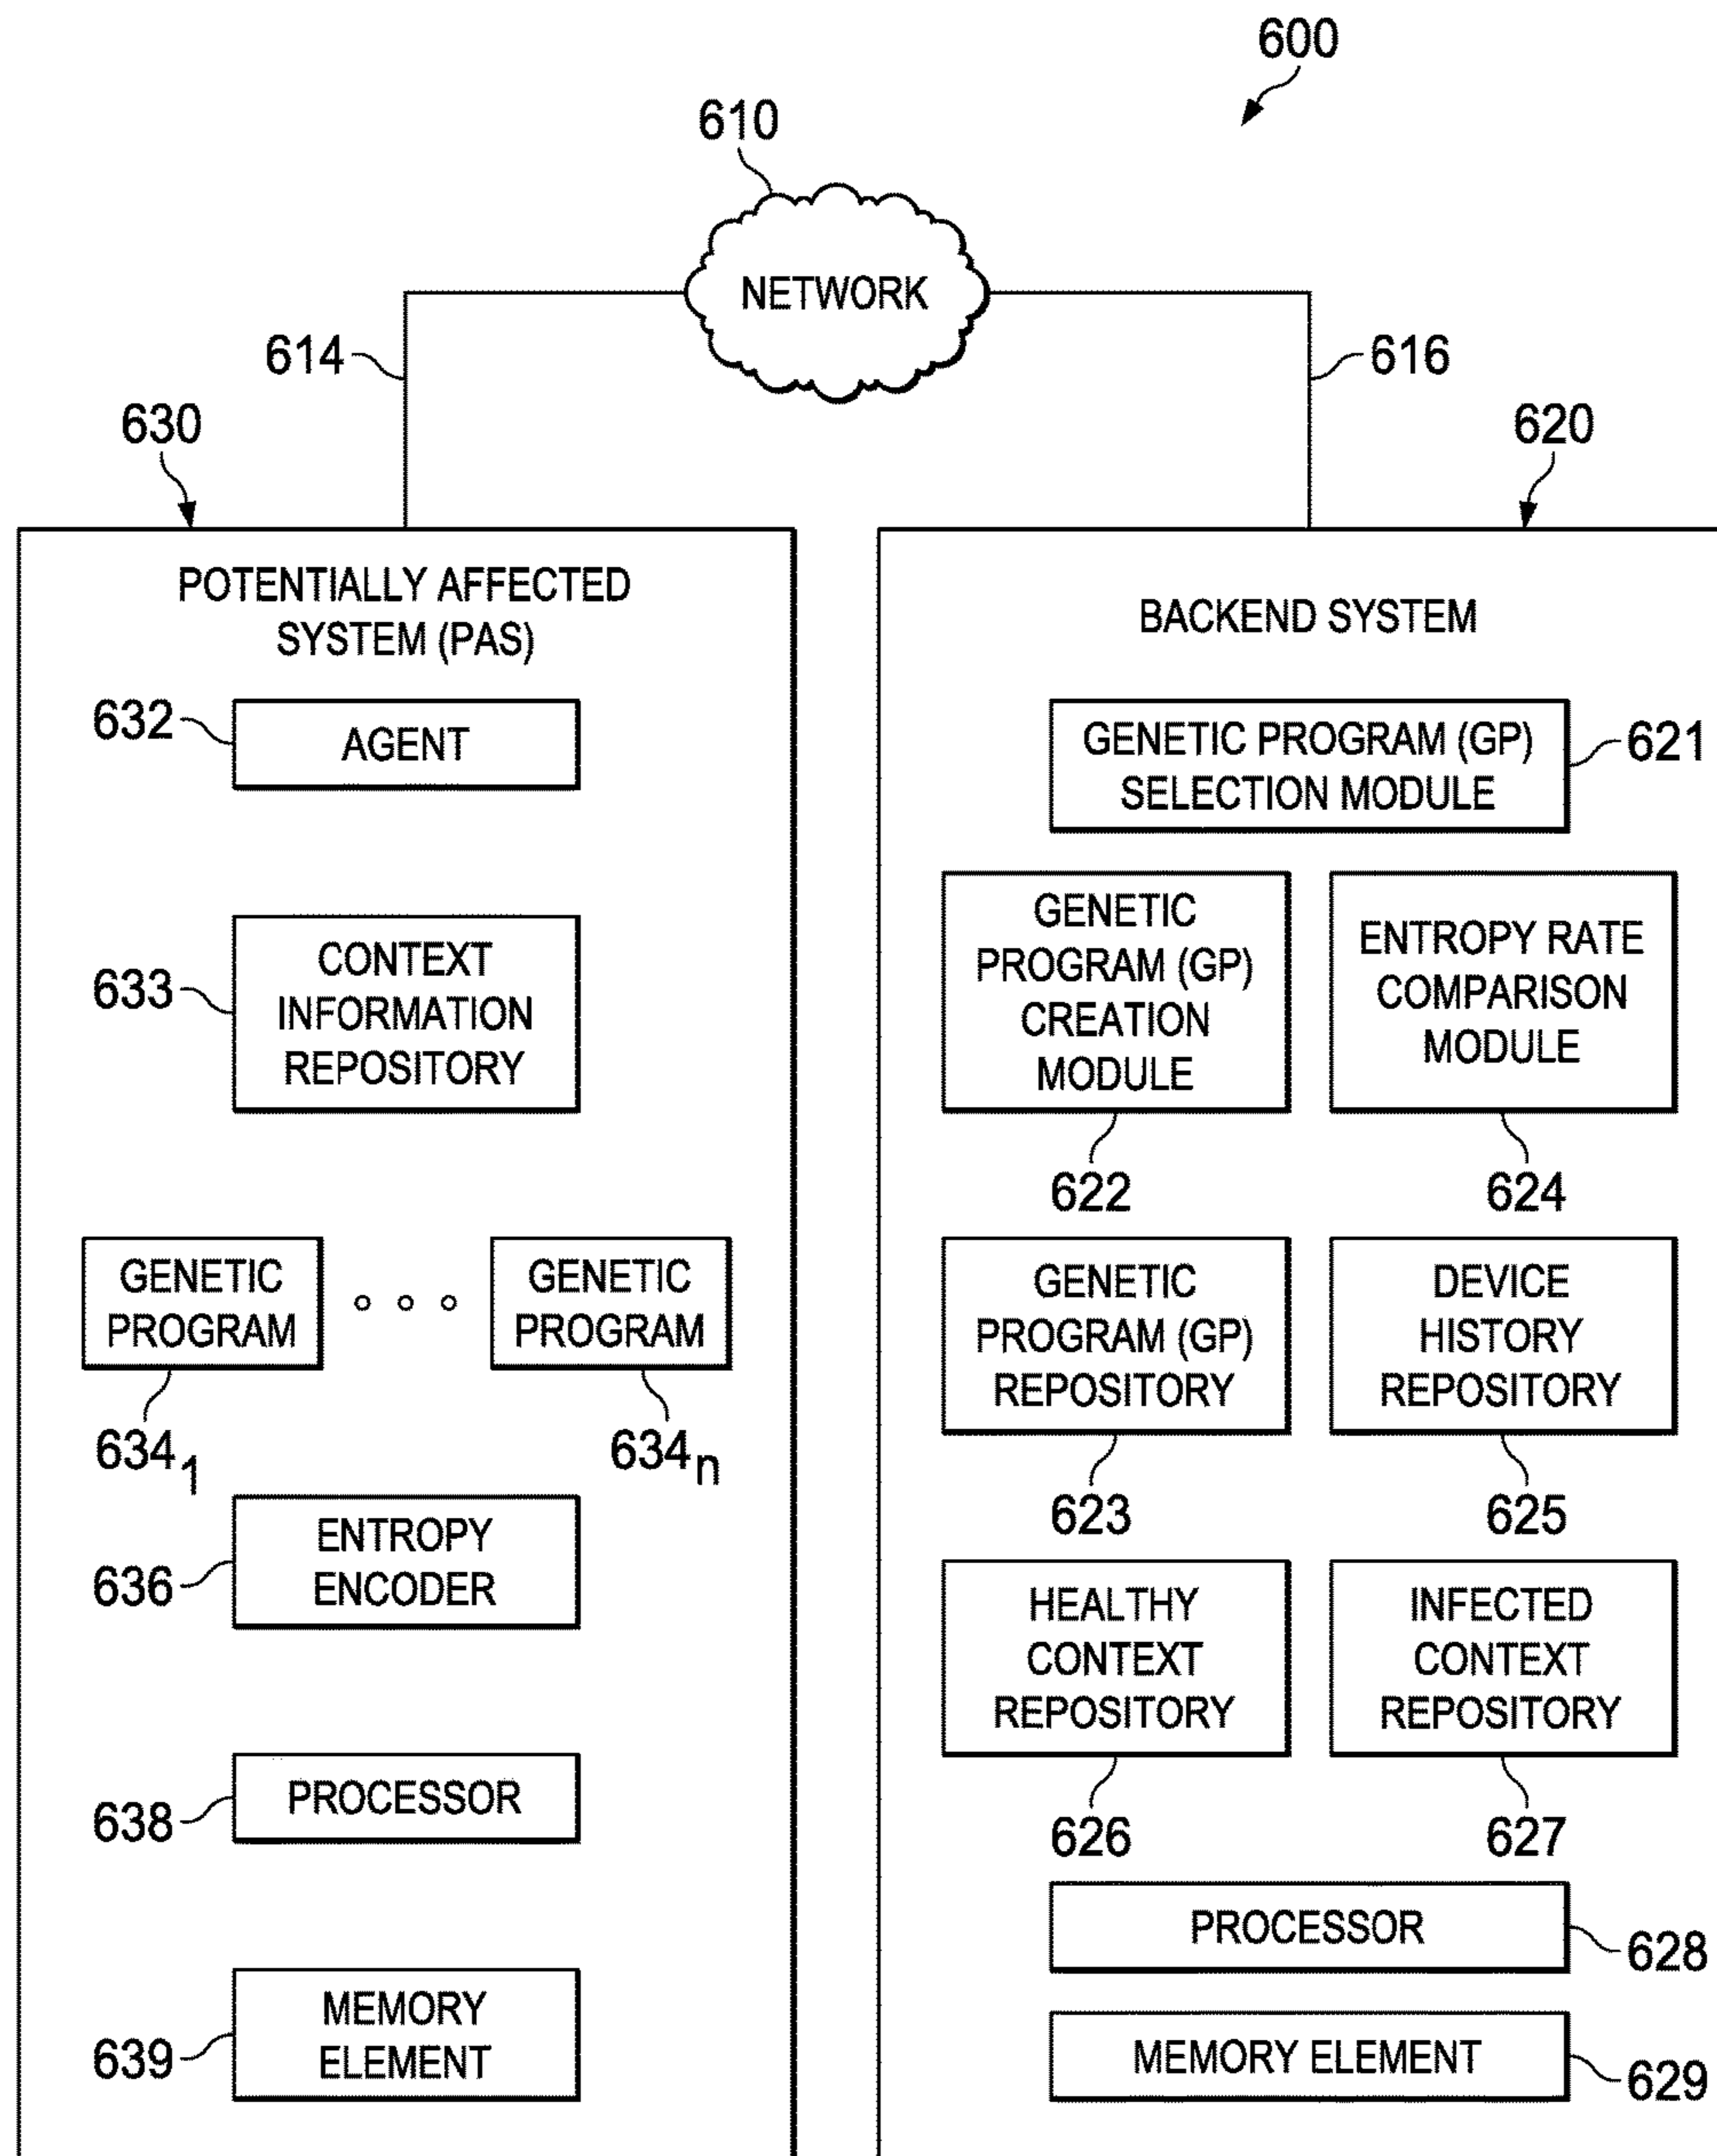 600
610
NETWORK
614
616
630
620
POTENTIALLY AFFECTED
SYSTEM (PAS)
632
AGENT
633
CONTEXT
INFORMATION
REPOSITORY
GENETIC
PROGRAM
GENETIC
PROGRAM
634₁
634ₙ
636
ENTROPY
ENCODER
638
PROCESSOR
639
MEMORY
ELEMENT
BACKEND SYSTEM
GENETIC PROGRAM (GP)
SELECTION MODULE
621
GENETIC
PROGRAM (GP)
CREATION
MODULE
622
ENTROPY RATE
COMPARISON
MODULE
624
GENETIC
PROGRAM (GP)
REPOSITORY
623
DEVICE
HISTORY
REPOSITORY
625
HEALTHY
CONTEXT
REPOSITORY
626
INFECTED
CONTEXT
REPOSITORY
627
PROCESSOR
628
MEMORY ELEMENT
629